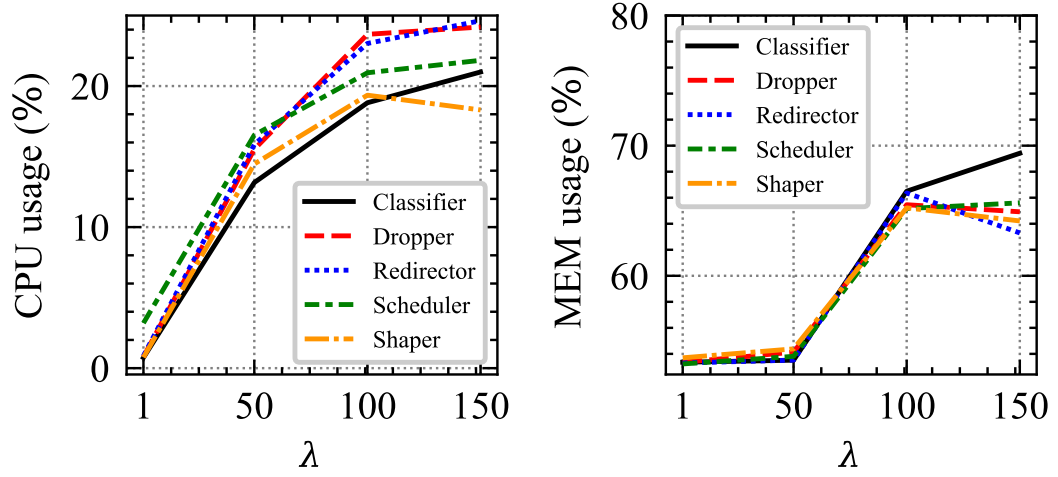 CPU usage (%)
20
10
0
1 50 100 150
λ
Classifier
Dropper
Redirector
Scheduler
Shaper
MEM usage (%)
80
70
60
1 50 100 150
λ
Classifier
Dropper
Redirector
Scheduler
Shaper